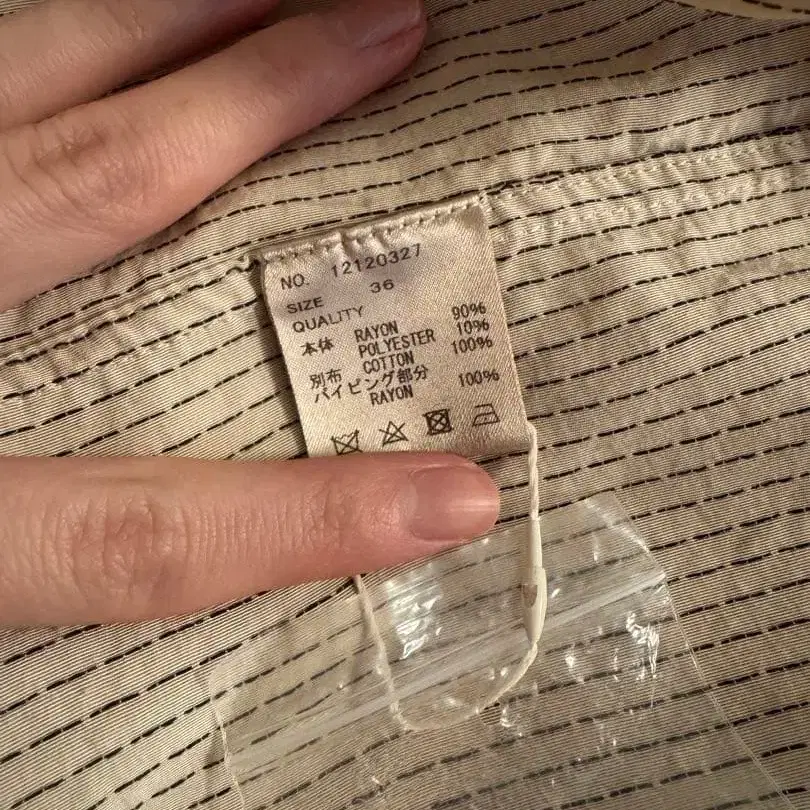 NO. 12120327
SIZE 36
QUALITY
本体 RAYON 90%
POLYESTER 10%
別布 COTTON 100%
パイピング部分
RAYON 100%